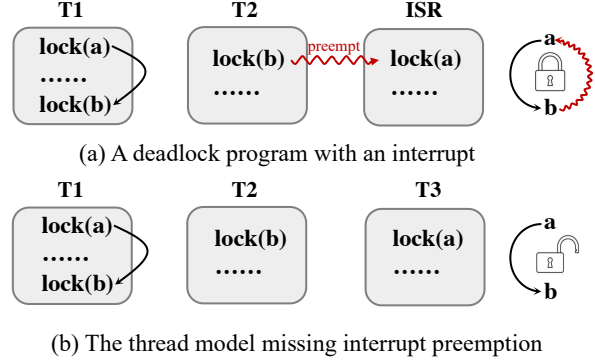 T1 T2 ISR
lock(a)
......
lock(b)
lock(b)
......
preempt
lock(a)
......
a
b
(a) A deadlock program with an interrupt
T1 T2 T3
lock(a)
......
lock(b)
lock(b)
......
lock(a)
......
a
b
(b) The thread model missing interrupt preemption